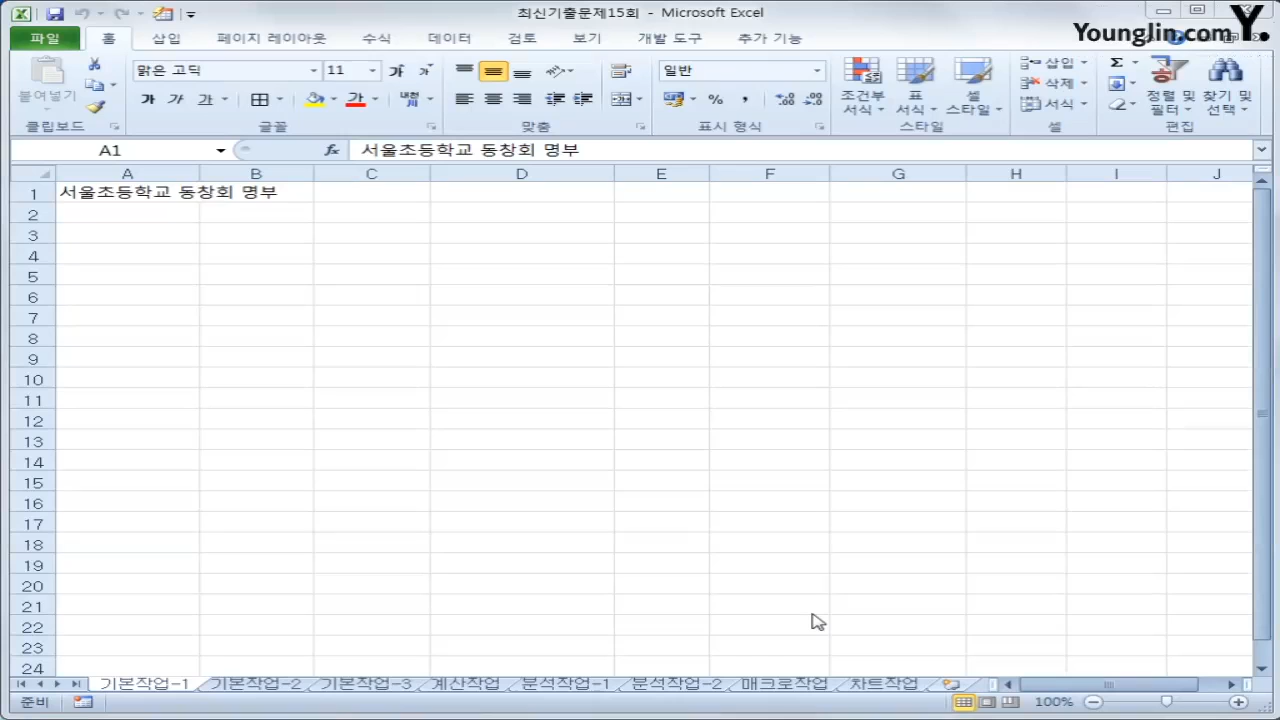 최신기출문제15회 - Microsoft Excel
Younglin.com Y.
파일 홈 삽입 페이지 레이아웃 수식 데이터 검토 보기 개발 도구 추가 기능
붙여넣기
클립보드
맑은 고딕 11 가 가
가 가 가 가 내천
글꼴
맞춤
일반
%
표시 형식
조건부 서식
표 서식
셀 스타일
스타일
삽입
삭제
서식
셀
Σ
정렬 및 필터
찾기 및 선택
편집
A1 fx 서울초등학교 동창회 명부
A B C D E F G H I J
1 서울초등학교 동창회 명부
2
3
4
5
6
7
8
9
10
11
12
13
14
15
16
17
18
19
20
21
22
23
24
기본작업-1 기본작업-2 기본작업-3 계산작업 분석작업-1 분석작업-2 매크로작업 차트작업
준비 100%